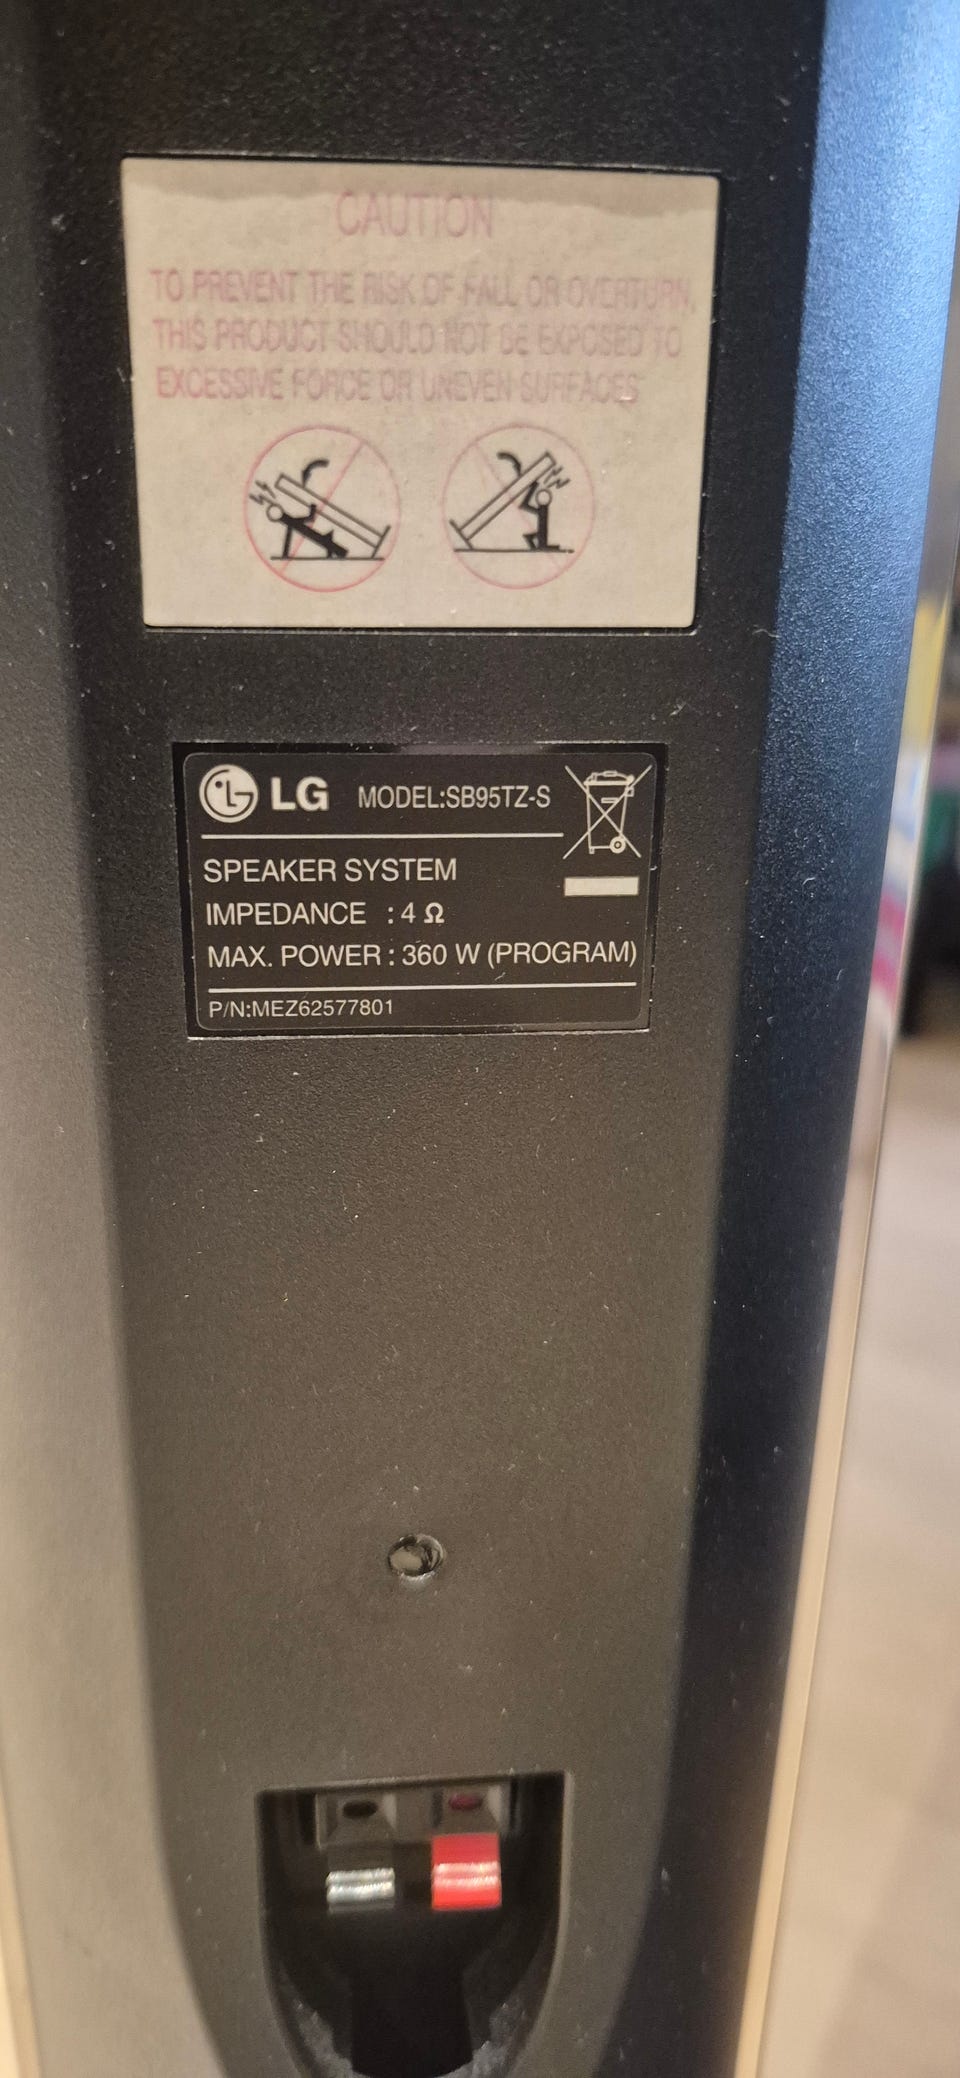 CAUTION
TO PREVENT THE RISK OF FALL OR OVERTURN,
THIS PRODUCT SHOULD NOT BE EXPOSED TO
EXCESSIVE FORCE OR UNEVEN SURFACES
LG MODEL:SB95TZ-S
SPEAKER SYSTEM
IMPEDANCE : 4 Ω
MAX. POWER : 360 W (PROGRAM)
P/N:MEZ62577801